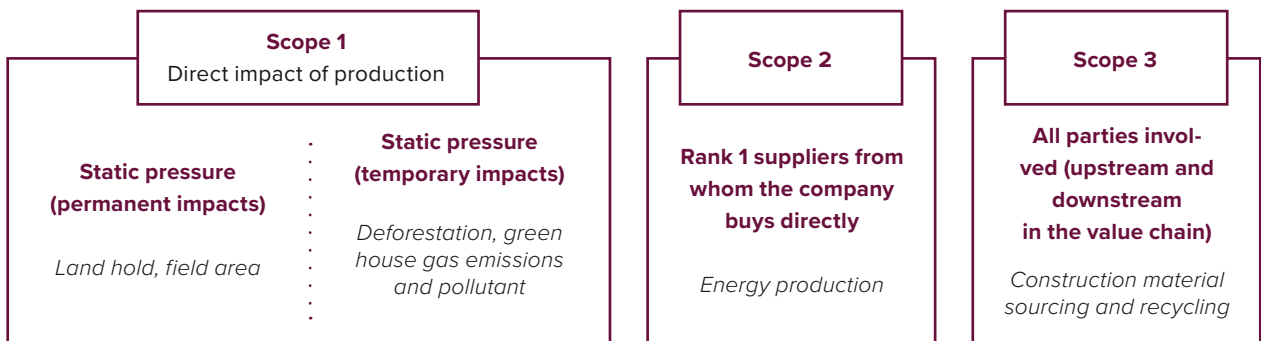 Scope 1
Direct impact of production
Static pressure
(permanent impacts)
Land hold, field area
Static pressure
(temporary impacts)
Deforestation, green
house gas emissions
and pollutant
Scope 2
Rank 1 suppliers from
whom the company
buys directly
Energy production
Scope 3
All parties invol-
ved (upstream and
downstream
in the value chain)
Construction material
sourcing and recycling